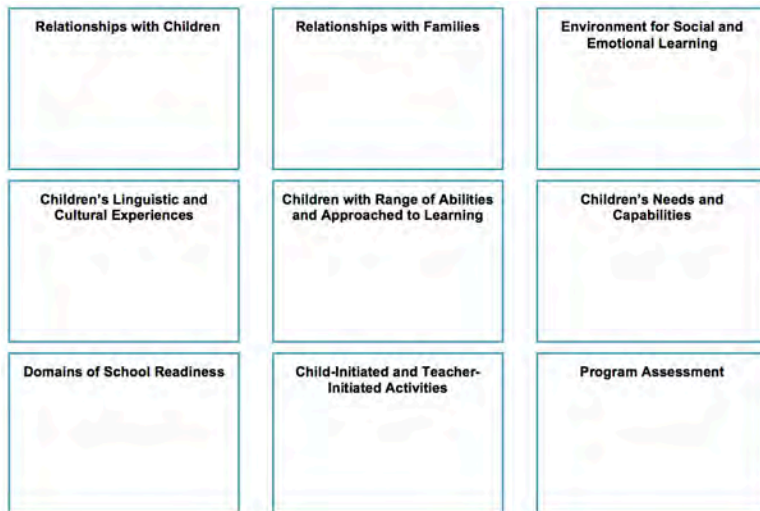 Relationships with Children
Relationships with Families
Environment for Social and
Emotional Learning
Children's Linguistic and
Cultural Experiences
Children with Range of Abilities
and Approached to Learning
Children's Needs and
Capabilities
Domains of School Readiness
Child-Initiated and Teacher-
Initiated Activities
Program Assessment